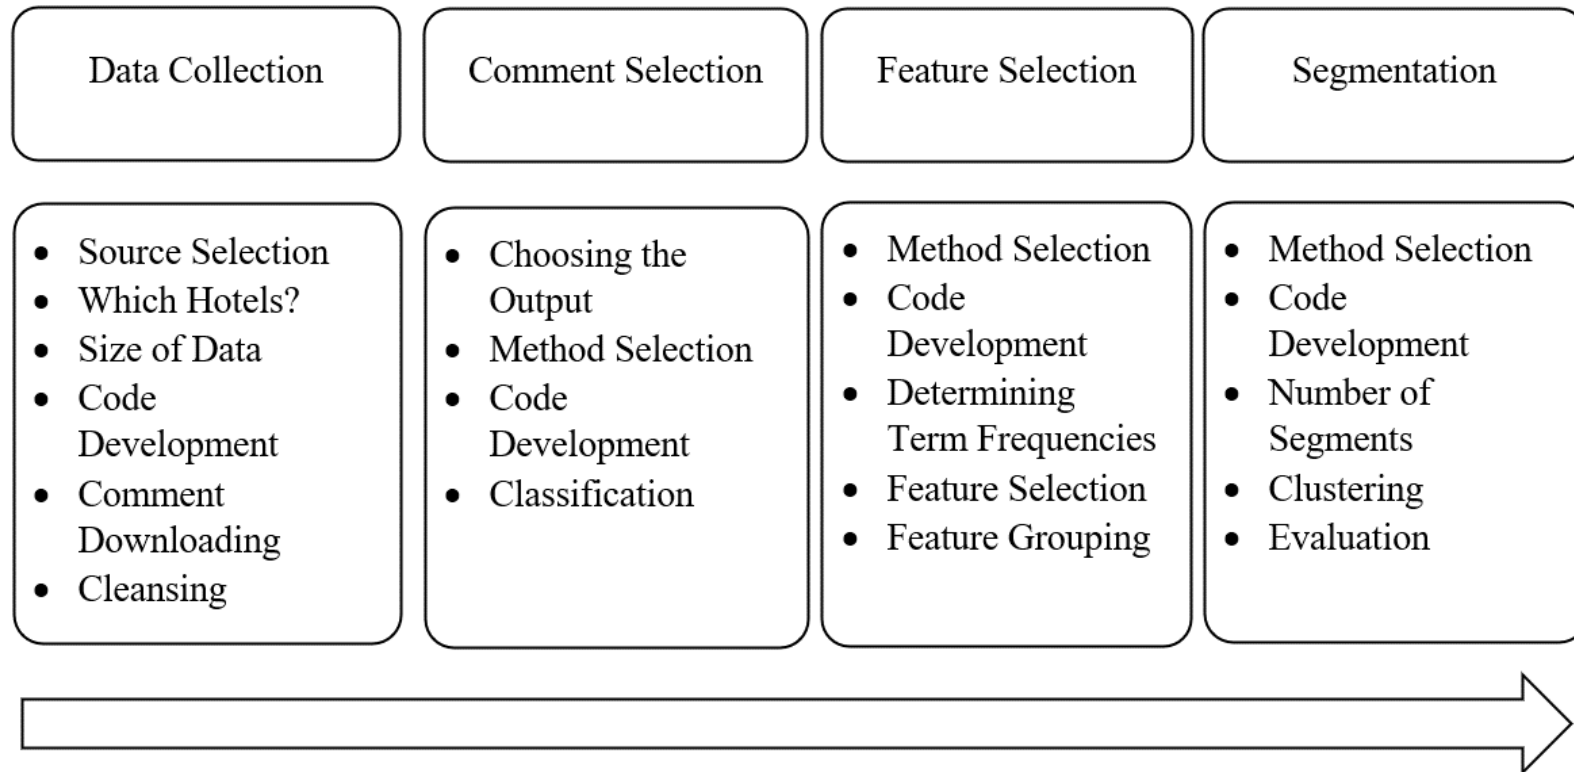 Data Collection
Comment Selection
Feature Selection
Segmentation
• Source Selection
• Which Hotels?
• Size of Data
• Code
Development
• Comment
Downloading
• Cleansing
• Choosing the
Output
• Method Selection
• Code
Development
• Classification
• Method Selection
• Code
Development
• Determining
Term Frequencies
• Feature Selection
• Feature Grouping
• Method Selection
• Code
Development
• Number of
Segments
• Clustering
• Evaluation